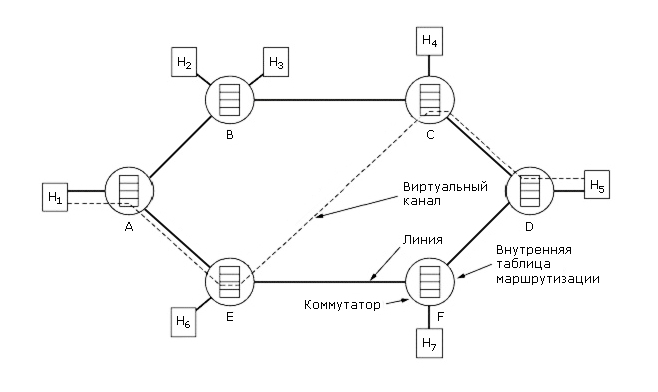 H4
H2
H3
B
C
Виртуальный
канал
H1
H5
A
D
Линия
Внутренняя
таблица
маршрутизации
Коммутатор
H6
E
F
H7